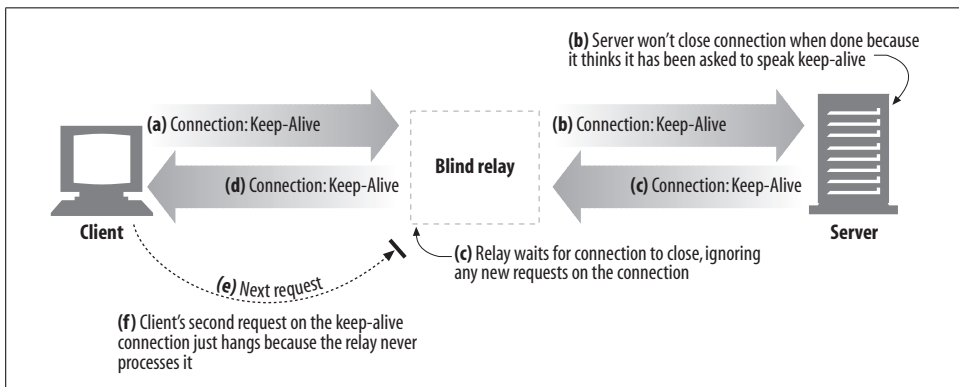 (b) Server won't close connection when done because
it thinks it has been asked to speak keep-alive
(a) Connection: Keep-Alive
(b) Connection: Keep-Alive
Blind relay
(d) Connection: Keep-Alive
(c) Connection: Keep-Alive
Client
Server
(c) Relay waits for connection to close, ignoring
any new requests on the connection
(e) Next request
(f) Client's second request on the keep-alive
connection just hangs because the relay never
processes it